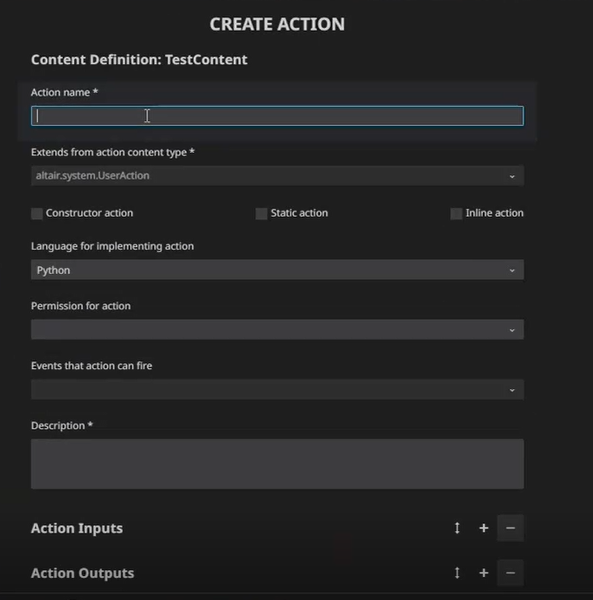 CREATE ACTION
Content Definition: TestContent
Action name *
Extends from action content type *
altair.system.UserAction
Constructor action
Static action
Inline action
Language for implementing action
Python
Permission for action
Events that action can fire
Description *
Action Inputs
Action Outputs